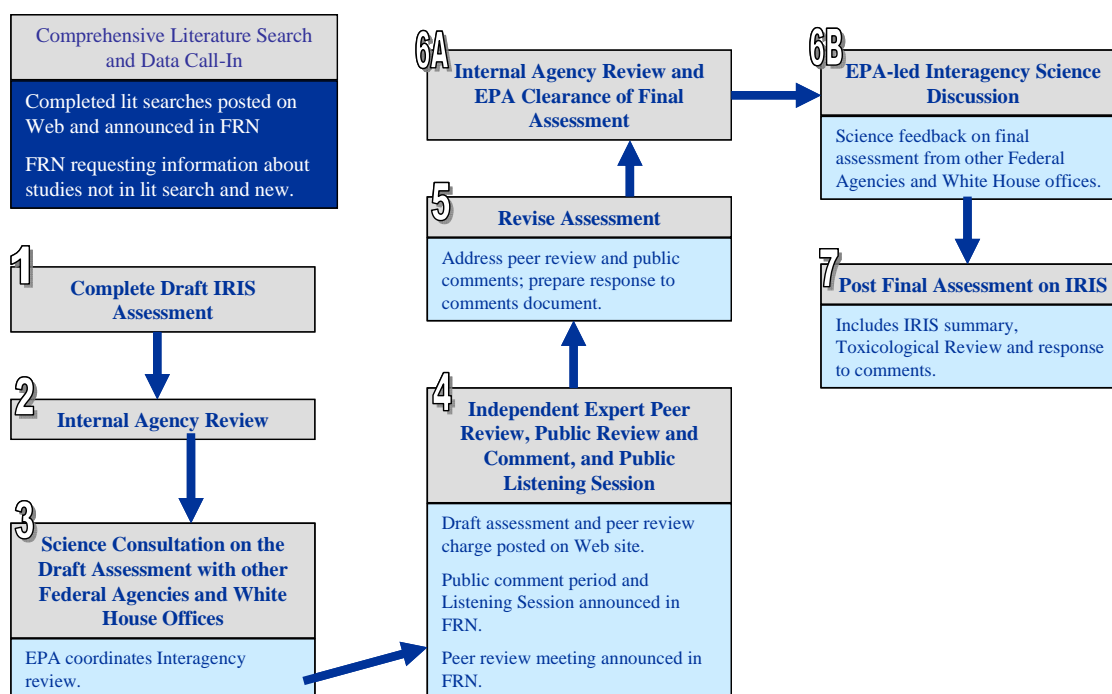 Comprehensive Literature Search
and Data Call-In
Completed lit searches posted on
Web and announced in FRN
FRN requesting information about
studies not in lit search and new.
1
Complete Draft IRIS
Assessment
2
Internal Agency Review
3
Science Consultation on the
Draft Assessment with other
Federal Agencies and White
House Offices
EPA coordinates Interagency
review.
4
Independent Expert Peer
Review, Public Review and
Comment, and Public
Listening Session
Draft assessment and peer review
charge posted on Web site.
Public comment period and
Listening Session announced in
FRN.
Peer review meeting announced in
FRN.
5
Revise Assessment
Address peer review and public
comments; prepare response to
comments document.
6A
Internal Agency Review and
EPA Clearance of Final
Assessment
6B
EPA-led Interagency Science
Discussion
Science feedback on final
assessment from other Federal
Agencies and White House offices.
7
Post Final Assessment on IRIS
Includes IRIS summary,
Toxicological Review and response
to comments.